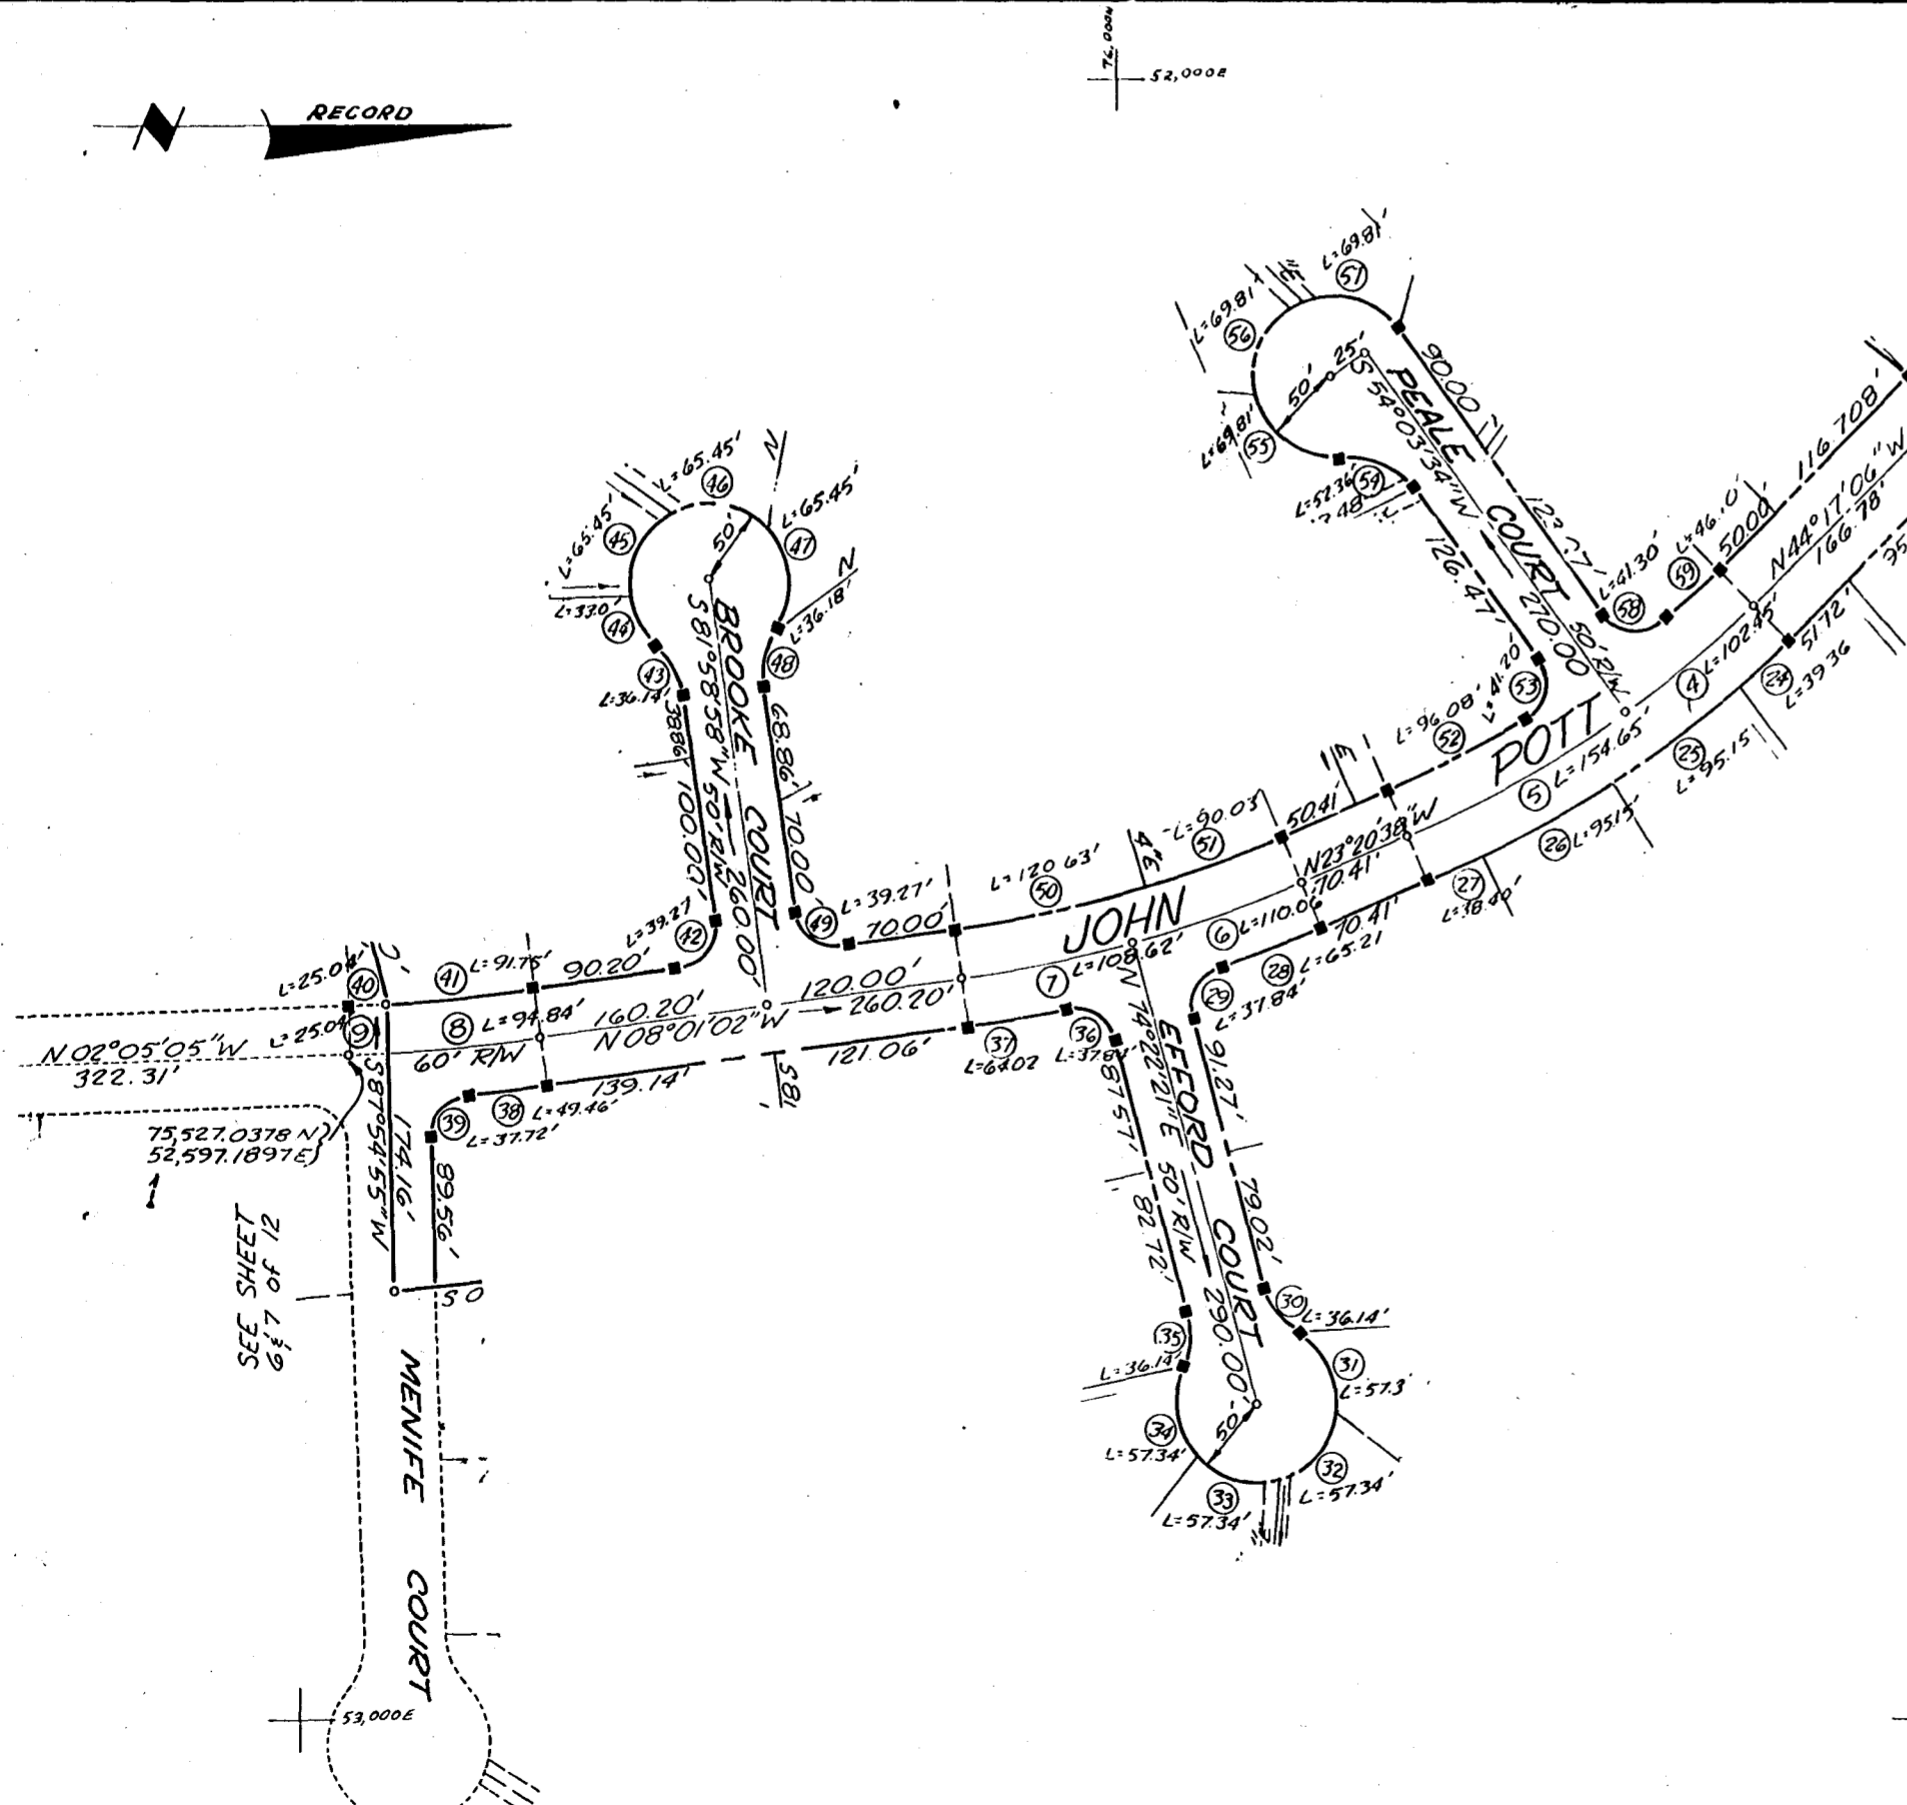 76,000N
52,000E
RECORD
L=69.81'
57
L=69.81'
56
25'
50'
L=69.81'
55
PEALE COURT
S 54°03'34"W
270.00
50' R/W
90.00
L=52.36'
54
126.47'
L=41.30'
58
L=46.10'
59
50.00'
116.708'
N44°17'06"W
166.78'
L=65.45'
46
L=65.45'
45
L=65.45'
47
50'
L=33.0'
44
L=36.18'
48
43
L=36.14'
38.86'
BROOKE COURT
S81°58'58"W
50' R/W
260.00'
68.86'
70.00'
100.00'
L=39.27'
42
L=39.27'
49
70.00'
L=120.63'
50
L=90.03'
51
50.41'
L=96.08'
52
L=41.20'
53
JOHN POTT
4
L=102.45'
51.72'
24
L=39.36
25
L=95.15'
5
L=154.65'
26
L=95.15'
N23°20'38"W
70.41'
27
L=38.40'
6
L=110.06'
70.41'
7
L=108.62'
28
L=65.21
29
L=37.84'
L=25.04'
40
41
L=91.75'
90.20'
9
L=25.04'
8
L=94.84'
160.20'
120.00'
260.20'
N08°01'02"W
60' R/W
N02°05'05"W
322.31'
36
37
L=64.02
L=37.84'
121.06'
139.14'
S81
39
38
L=49.46'
L=37.72'
75,527.0378 N
52,597.1897 E
S87°54'55"W
174.16'
89.56'
EFFORD COURT
N 74°22'21"E
50' R/W
290.00'
87.57'
91.27'
82.72'
79.02'
SEE SHEET
6,7 & 9 of 12
30
L=36.14'
35
L=36.14'
31
L=57.3'
50'
34
L=57.34'
32
L=57.34'
33
L=57.34'
MENIFE COURT
53,000E